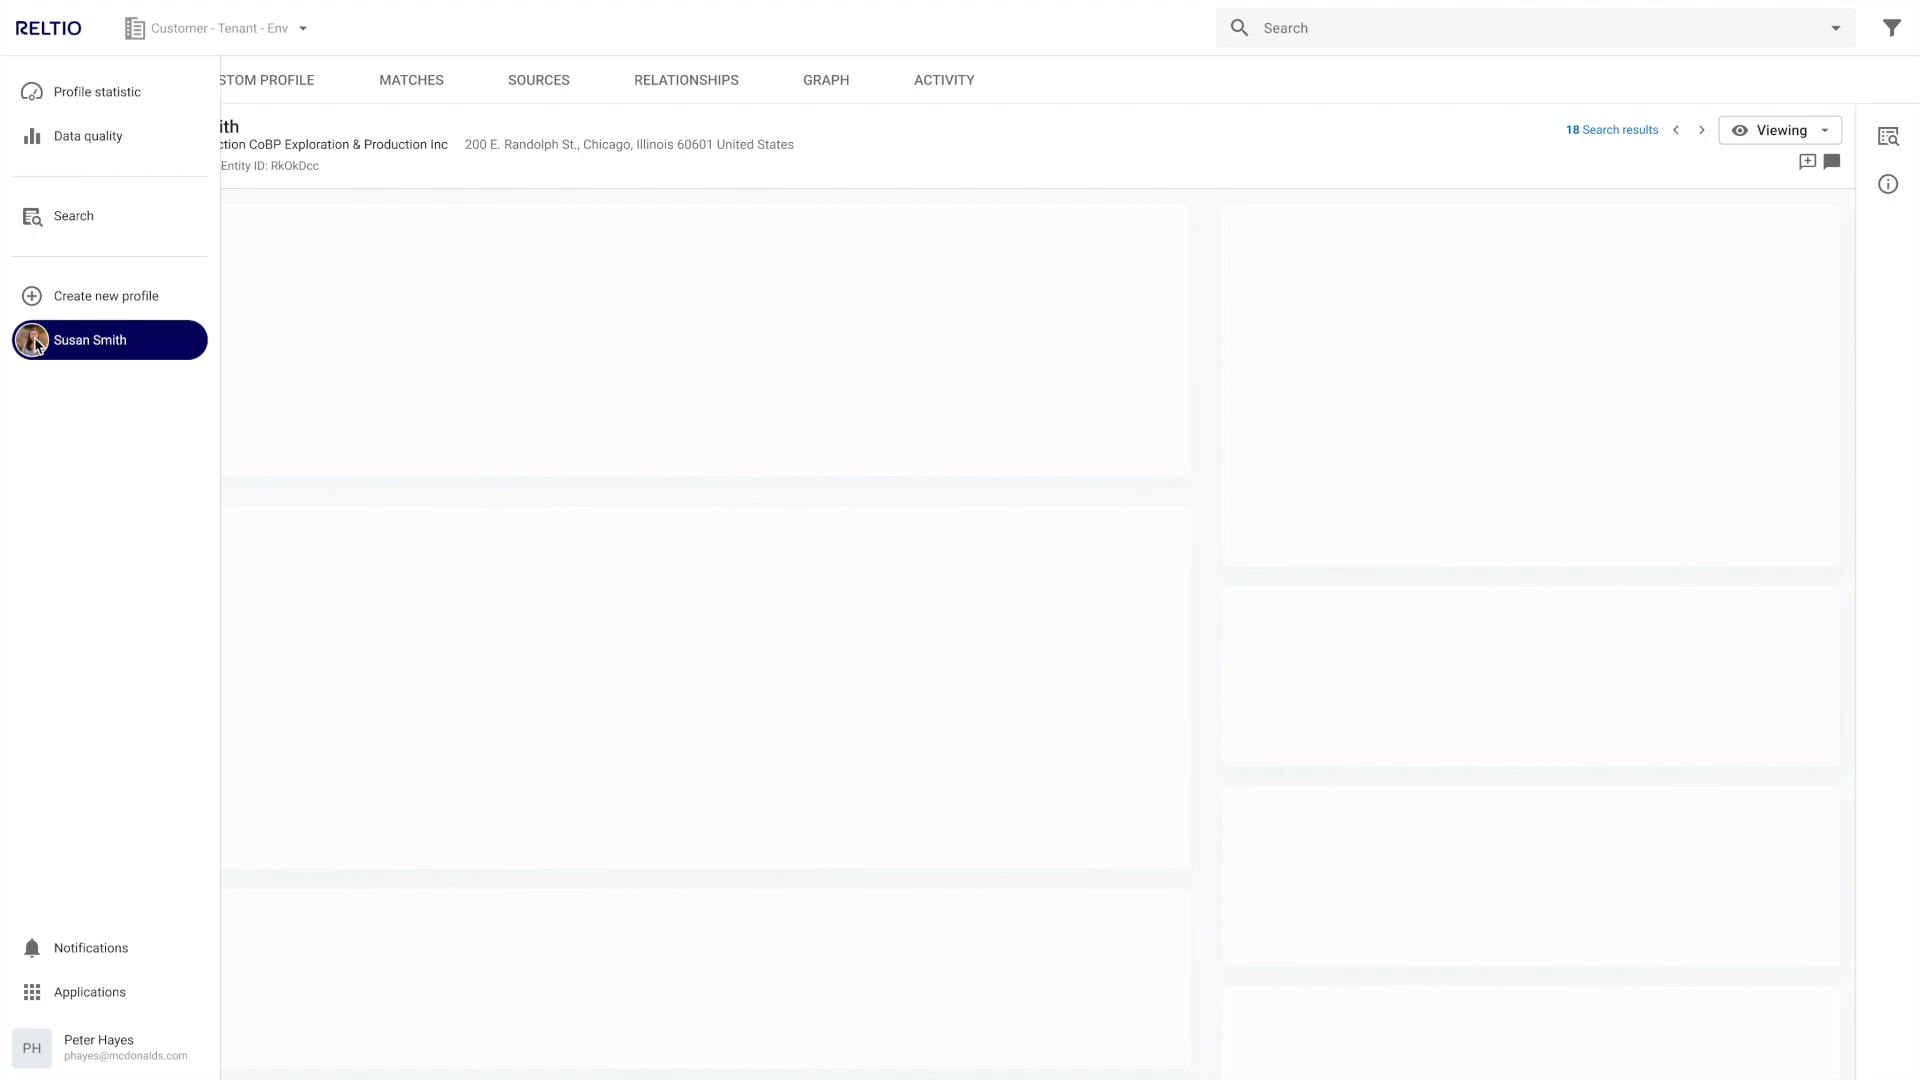 RELTIO
Customer - Tenant - Env
Search
Profile statistic
Data quality
Search
Create new profile
Susan Smith
Notifications
Applications
PH
Peter Hayes
phayes@mcdonalds.com
STOM PROFILE
MATCHES
SOURCES
RELATIONSHIPS
GRAPH
ACTIVITY
ith
ction CoBP Exploration & Production Inc 200 E. Randolph St., Chicago, Illinois 60601 United States
Entity ID: RkOkDcc
18 Search results
Viewing